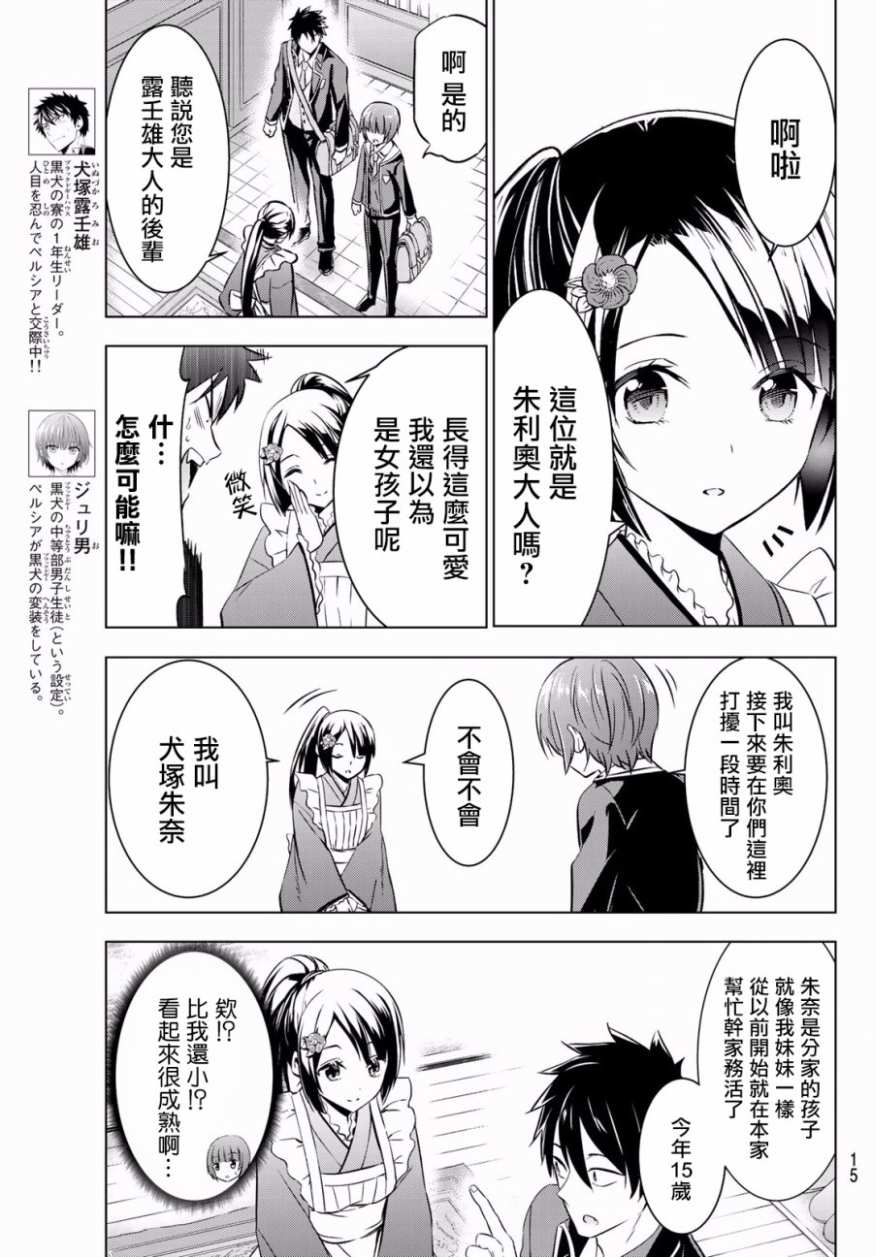 啊啦
這位就是
朱利奧大人嗎？
啊 是的
聽說您是
露壬雄大人的後輩
長得這麼可愛
我還以為
是女孩子呢
微笑
什…
怎麼可能嘛!!
我叫朱利奧
接下來要在你們這裡
打擾一段時間了
不會不會
我叫
犬塚朱奈
朱奈是分家的孩子
就像我妹妹一樣
從以前開始就在本家
幫忙幹家務活了
今年15歲
欸!?
比我還小!?
看起來很成熟啊…
犬塚露壬雄
黒犬の寮の1年生リーダー。
人目を忍んでペルシアと交際中!!
ジュリ男
黒犬の中等部男子生徒(という設定)。
ペルシアが黒犬の変装をしている。
15